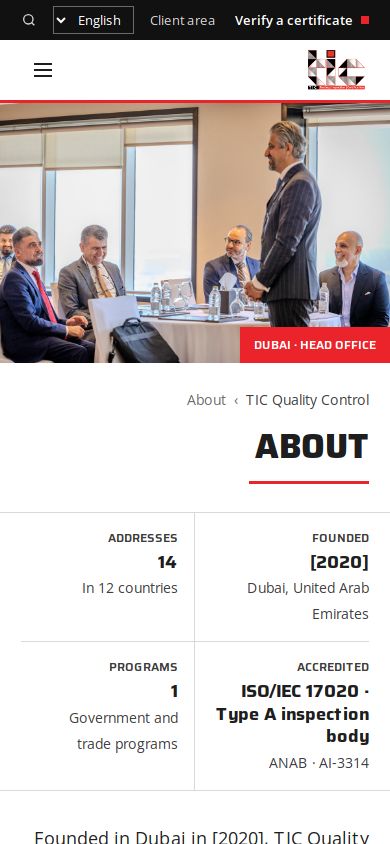 Verify a certificate
Client area
English
tic
DUBAI · HEAD OFFICE
About ‹ TIC Quality Control
ABOUT
FOUNDED
[2020]
Dubai, United Arab
Emirates
ADDRESSES
14
In 12 countries
ACCREDITED
ISO/IEC 17020 ·
Type A inspection
body
ANAB · AI-3314
PROGRAMS
1
Government and
trade programs
Founded in Dubai in [2020], TIC Quality